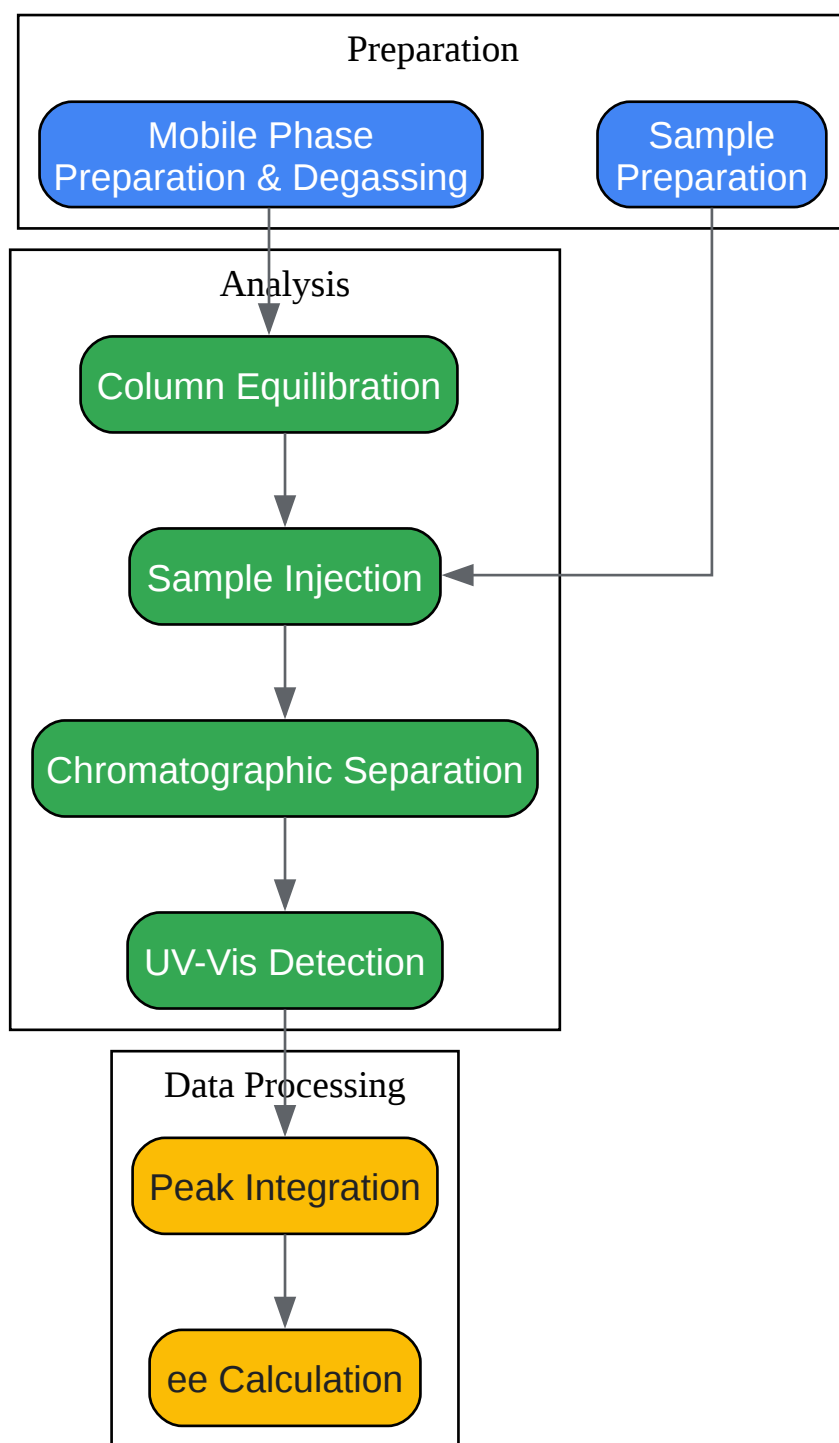 Preparation
Mobile Phase
Preparation & Degassing
Sample
Preparation
Analysis
Column Equilibration
Sample Injection
Chromatographic Separation
UV-Vis Detection
Data Processing
Peak Integration
ee Calculation